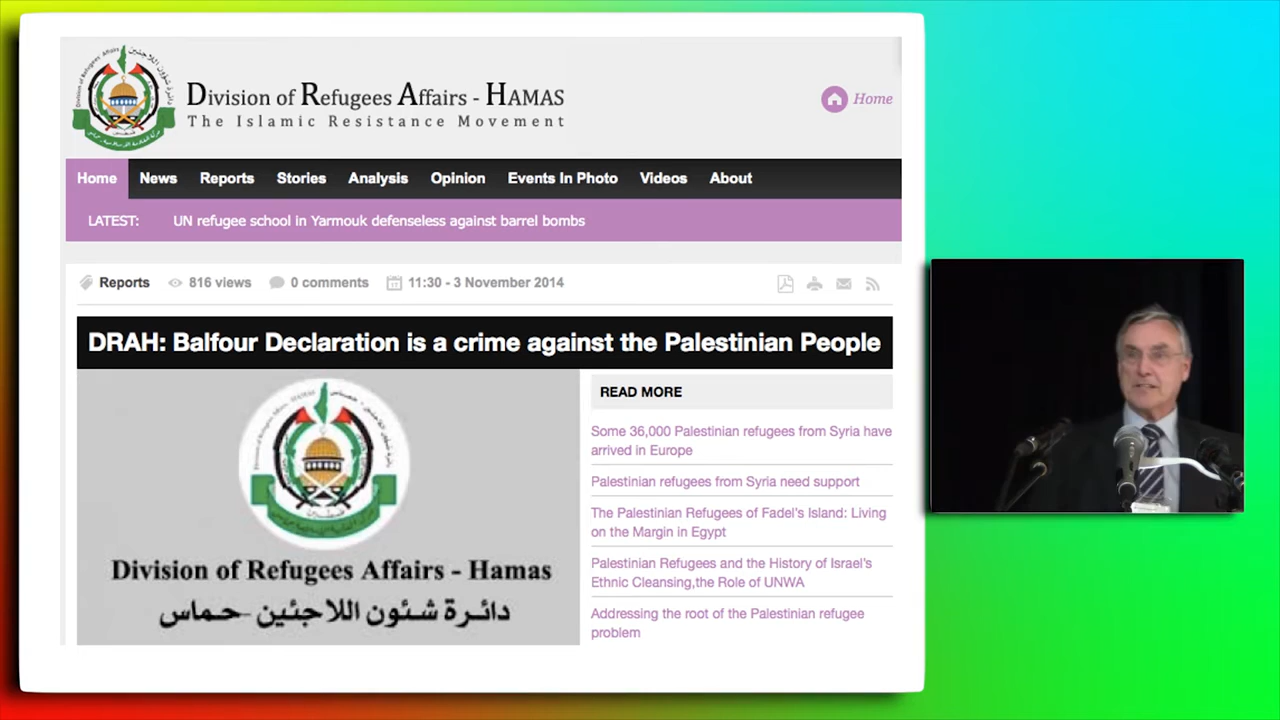 Division of Refugees Affairs - HAMAS
The Islamic Resistance Movement
Home
Home News Reports Stories Analysis Opinion Events In Photo Videos About
LATEST: UN refugee school in Yarmouk defenseless against barrel bombs
Reports 816 views 0 comments 11:30 - 3 November 2014
DRAH: Balfour Declaration is a crime against the Palestinian People
Division of Refugees Affairs - Hamas
دائرة شئون اللاجئين - حماس
READ MORE
Some 36,000 Palestinian refugees from Syria have
arrived in Europe
Palestinian refugees from Syria need support
The Palestinian Refugees of Fadel's Island: Living
on the Margin in Egypt
Palestinian Refugees and the History of Israel's
Ethnic Cleansing,the Role of UNWA
Addressing the root of the Palestinian refugee
problem